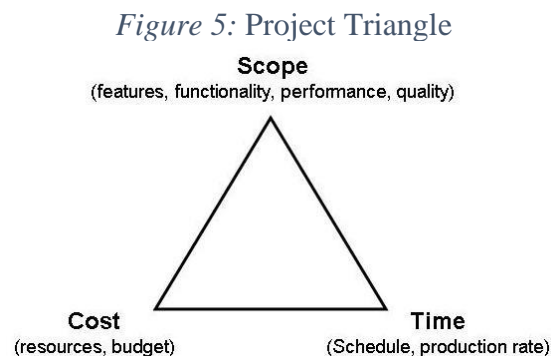 Figure 5: Project Triangle
Scope
(features, functionality, performance, quality)
Cost
(resources, budget)
Time
(Schedule, production rate)